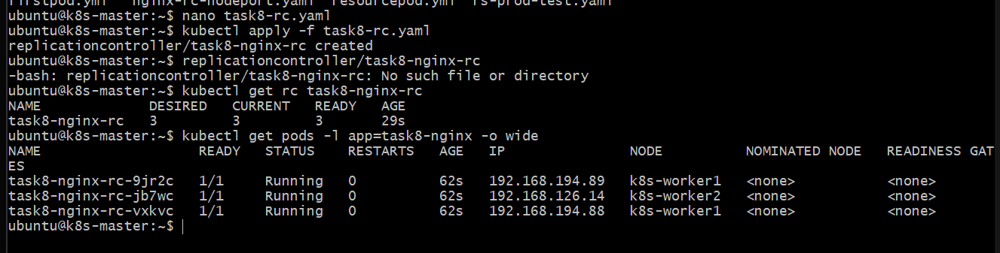 firstpod.yml  nginx-rc-nodeport.yaml  resourcepod.yml  rs-prod-test.yaml
ubuntu@k8s-master:~$ nano task8-rc.yaml
ubuntu@k8s-master:~$ kubectl apply -f task8-rc.yaml
replicationcontroller/task8-nginx-rc created
ubuntu@k8s-master:~$ replicationcontroller/task8-nginx-rc
-bash: replicationcontroller/task8-nginx-rc: No such file or directory
ubuntu@k8s-master:~$ kubectl get rc task8-nginx-rc
NAME             DESIRED   CURRENT   READY   AGE
task8-nginx-rc   3         3         3       29s
ubuntu@k8s-master:~$ kubectl get pods -l app=task8-nginx -o wide
NAME                   READY   STATUS    RESTARTS   AGE   IP               NODE          NOMINATED NODE   READINESS GAT
ES
task8-nginx-rc-9jr2c   1/1     Running   0          62s   192.168.194.89   k8s-worker1   <none>           <none>
task8-nginx-rc-jb7wc   1/1     Running   0          62s   192.168.126.14   k8s-worker2   <none>           <none>
task8-nginx-rc-vxkvc   1/1     Running   0          62s   192.168.194.88   k8s-worker1   <none>           <none>
ubuntu@k8s-master:~$